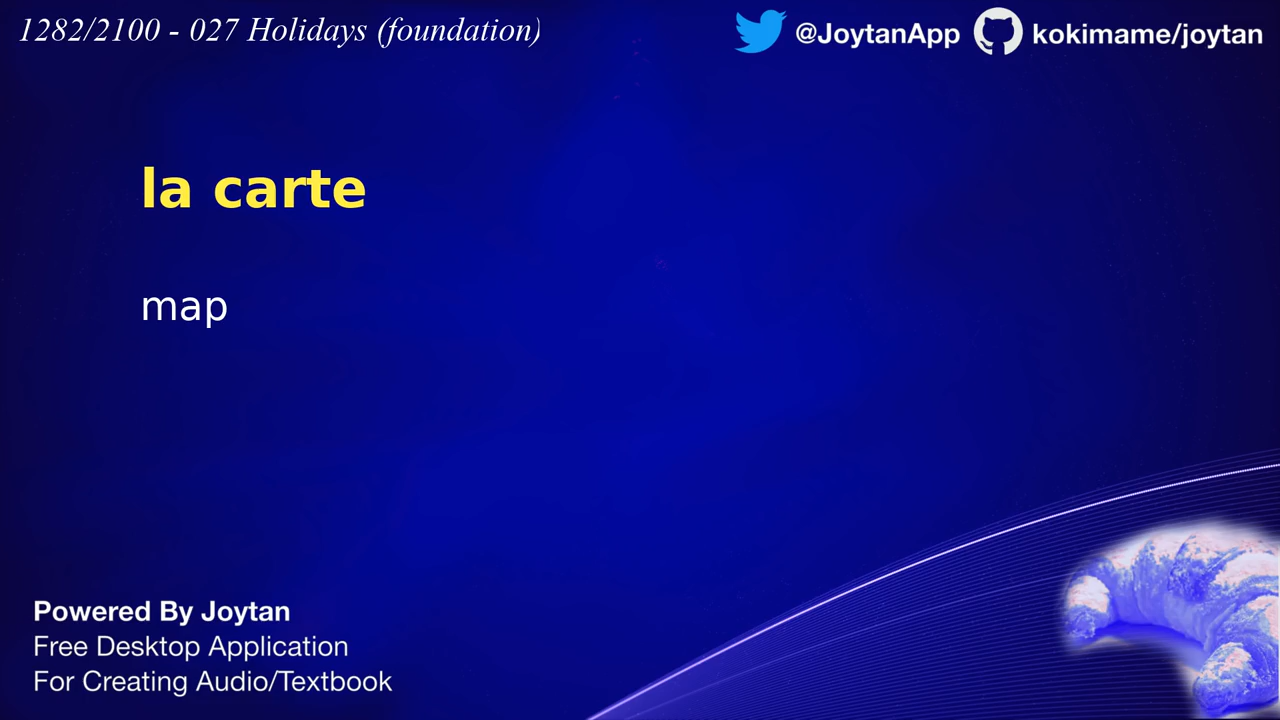 1282/2100 - 027 Holidays (foundation)
@JoytanApp
kokimame/joytan
la carte
map
Powered By Joytan
Free Desktop Application
For Creating Audio/Textbook